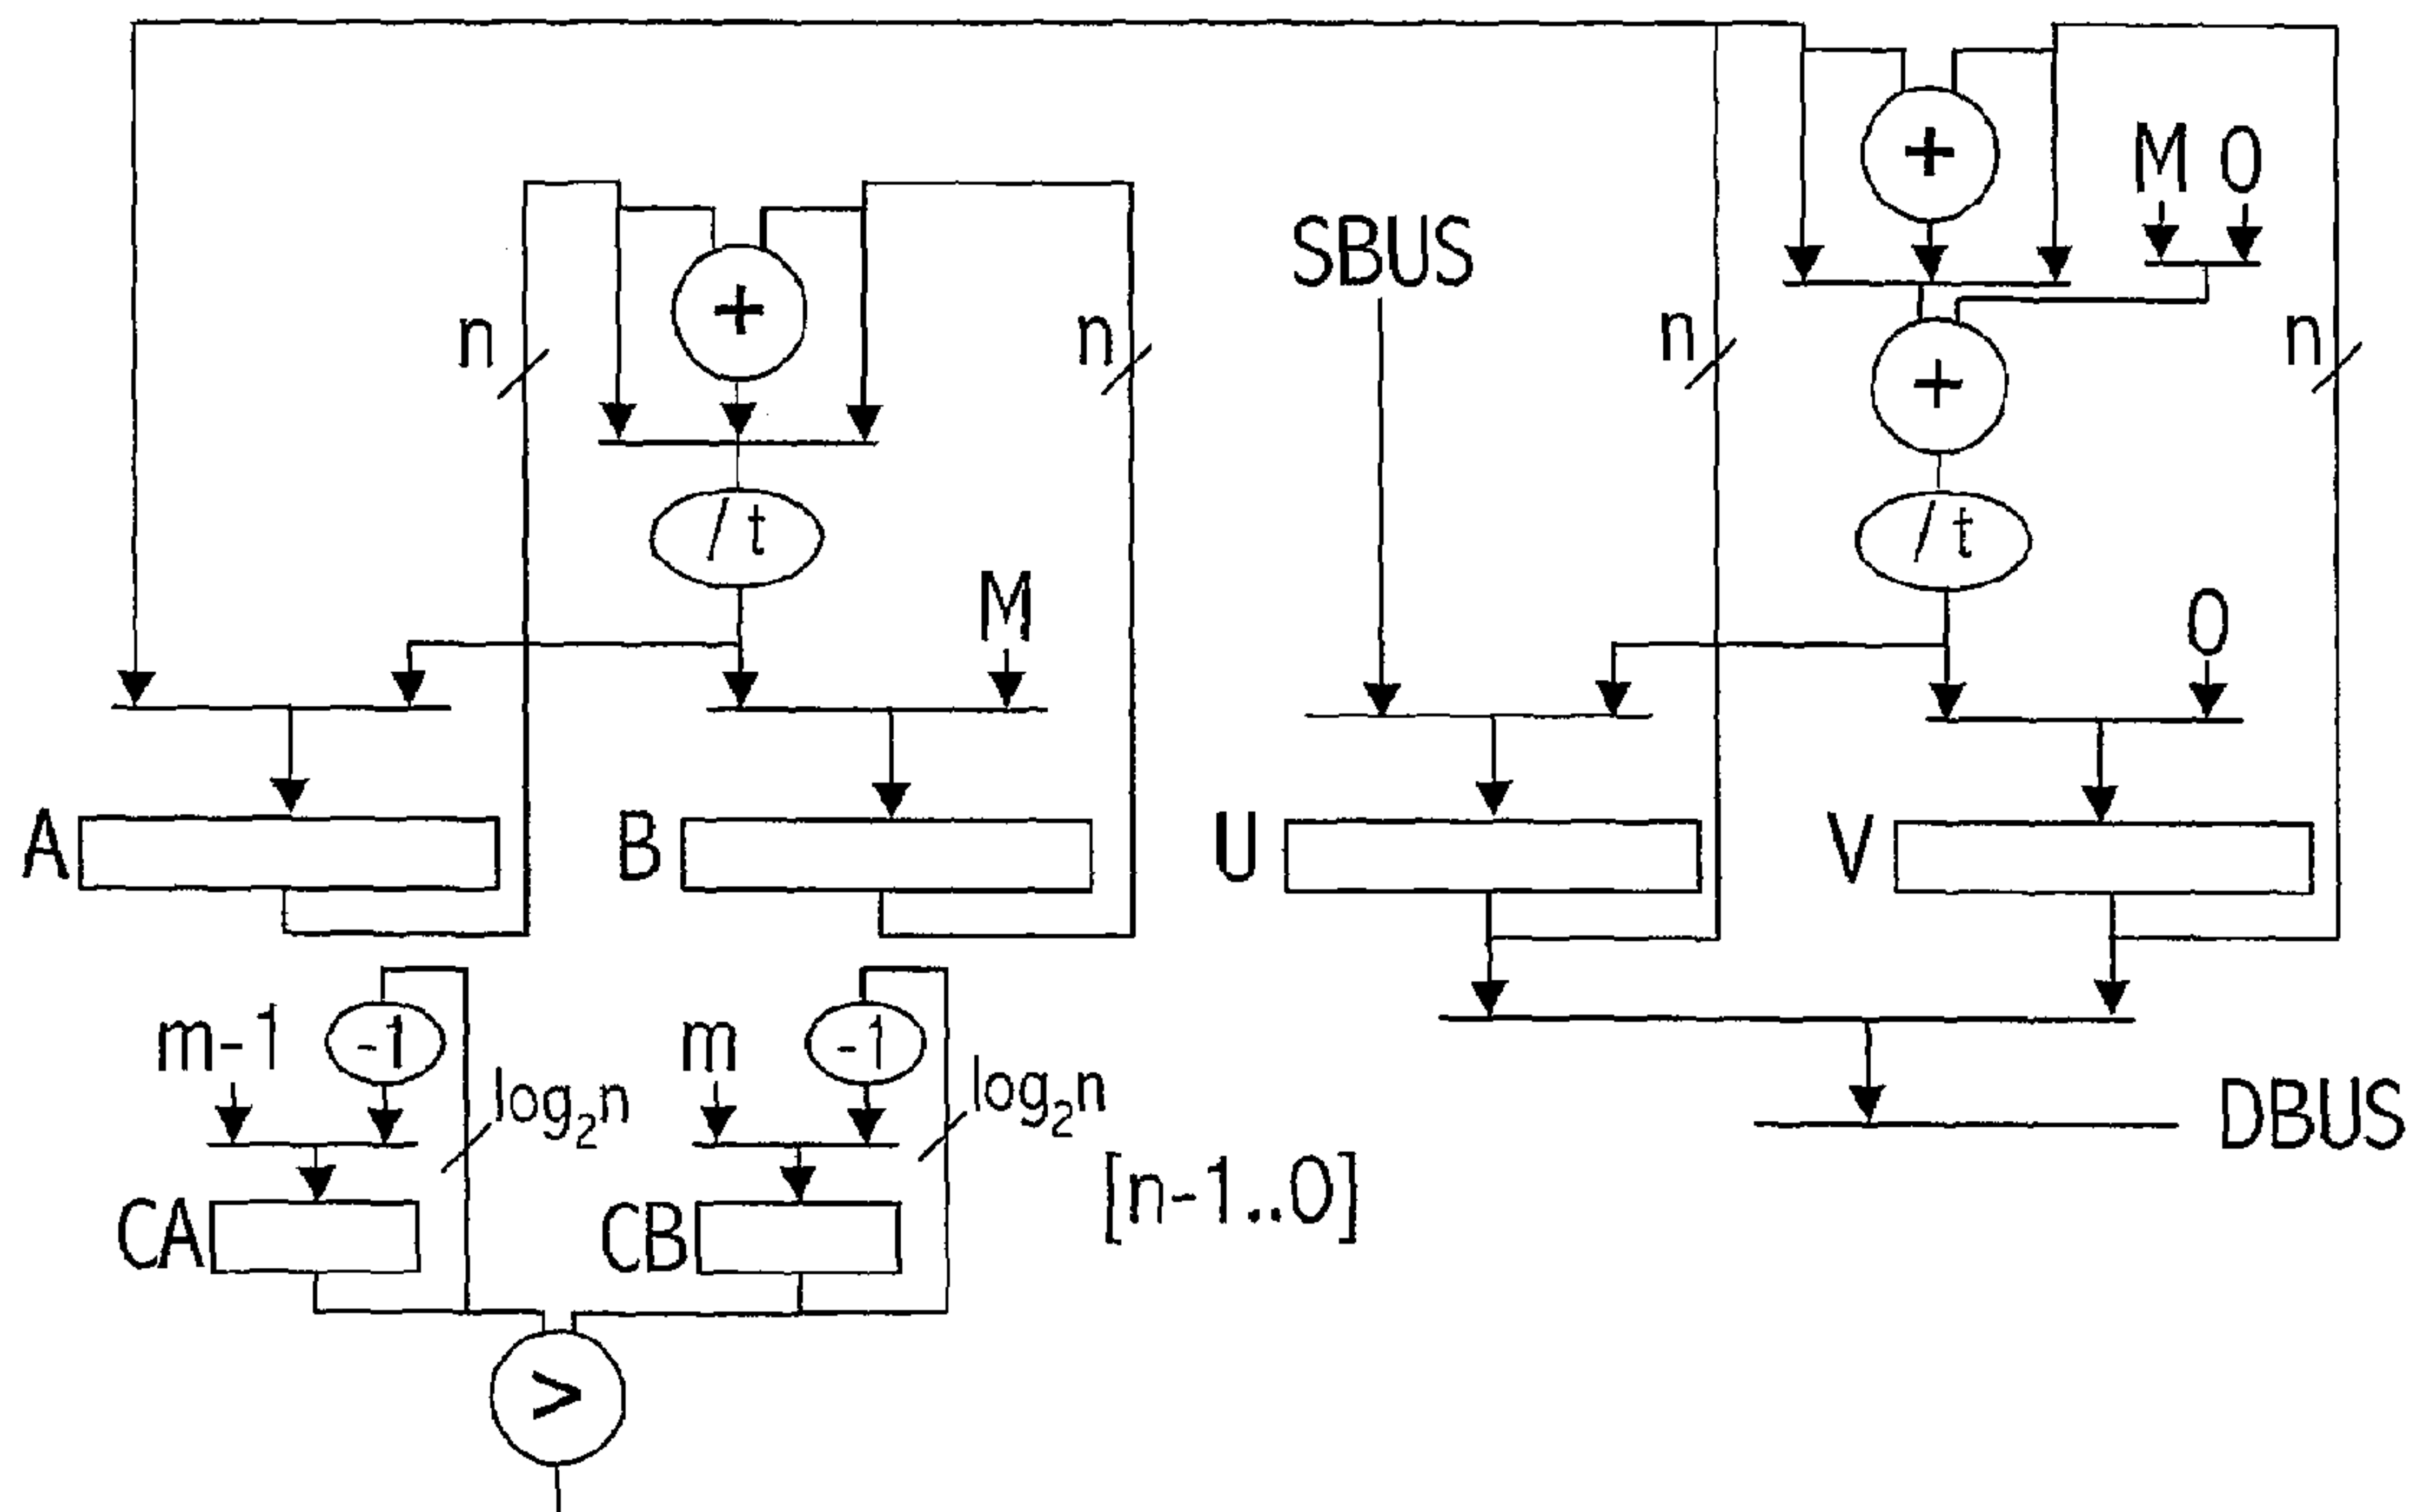 +
M 0
+
SBUS
n
n
n
n
+
/t
/t
M
0
A
B
U
V
m-1
-1
log2n
m
-1
log2n
[n-1..0]
DBUS
CA
CB
>